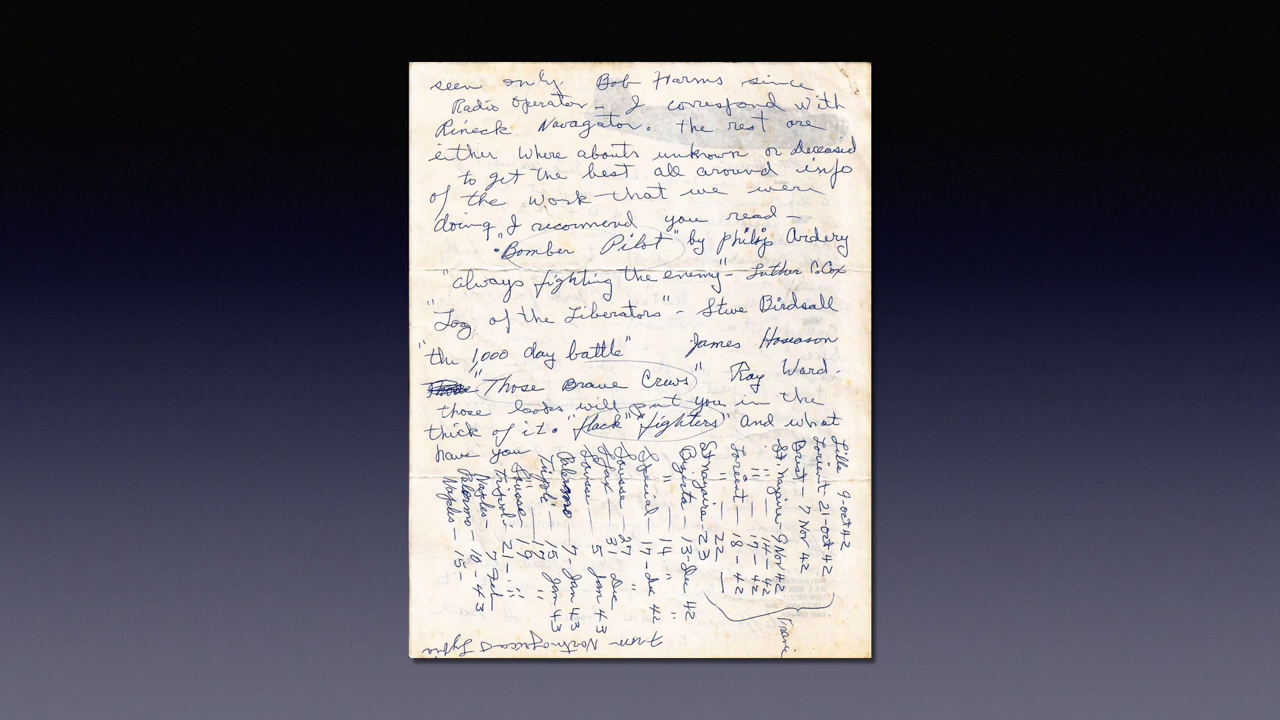 seen only Bob Harms since
Radio Operator - I correspond with
Rineck Navagator. the rest are
either where abouts unknown or deceased
to get the best all around info
of the work that we were
doing, I recommend you read -
"Bomber Pilot" by philip Ardery
"always fighting the enemy" - Luther C. Cox
"Log of the Liberators" - Steve Birdsall
"the 1,000 day battle" James Hoseason
"Those Brave Crews" Ray Ward -
those books will put you in the
thick of it. "flack" "fighters" and what
have you
Lille 9-oct 42
Lorient - 21-oct 42
Brest - 7 Nov 42
St. Nazaire - 9 Nov 42
" - 14 - 42
" - 17 - 42
Lorient - 18 - 42
" - 22
St Nazaire - 23
Bizerta - 13 - Dec 42
" - 14 " "
Special - 17 - Dec 42
Sousse - 27 "
Sfax - 31 Dec
Sousse - 5 Jan 43
Palermo - 7 - Jan 43
Tripoli - 15 Jan 43
" - 17 "
Sousse - 19 "
Tripoli - 21 - "
Naples - 7 Feb
Palermo - 10 - 43
Naples - 15 -
From North africa & Lybia